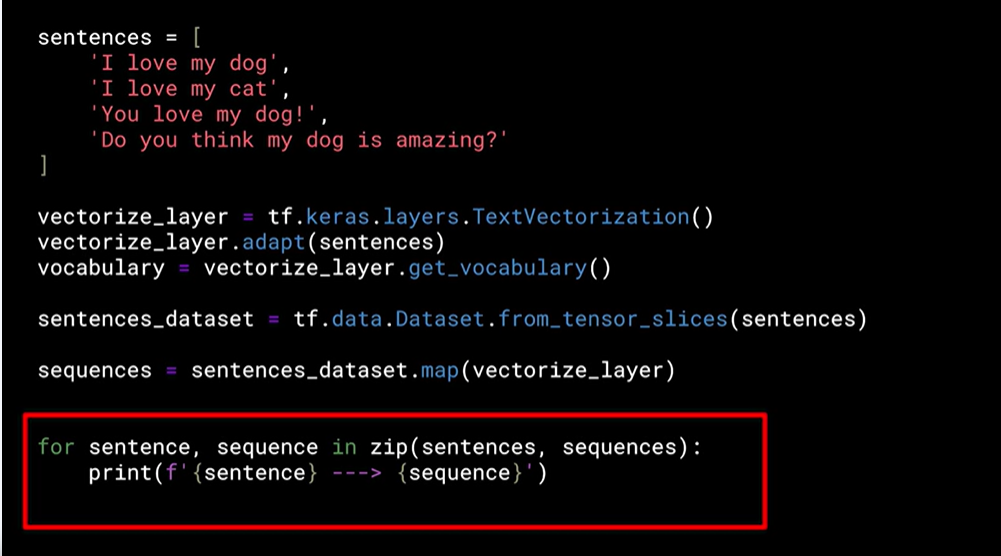 sentences = [
'I love my dog',
'I love my cat',
'You love my dog!',
'Do you think my dog is amazing?'
]
vectorize_layer = tf.keras.layers.TextVectorization()
vectorize_layer.adapt(sentences)
vocabulary = vectorize_layer.get_vocabulary()
sentences_dataset = tf.data.Dataset.from_tensor_slices(sentences)
sequences = sentences_dataset.map(vectorize_layer)
for sentence, sequence in zip(sentences, sequences):
print(f'{sentence} ---> {sequence}')